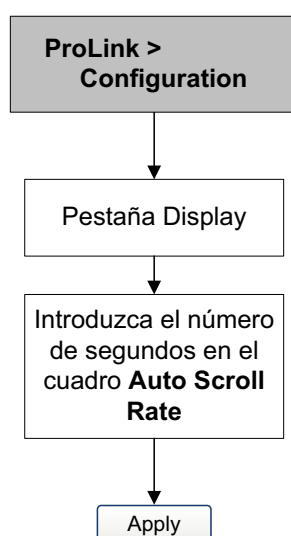 ProLink >
Configuration
Pestaña Display
Introduzca el número
de segundos en el
cuadro Auto Scroll
Rate
Apply